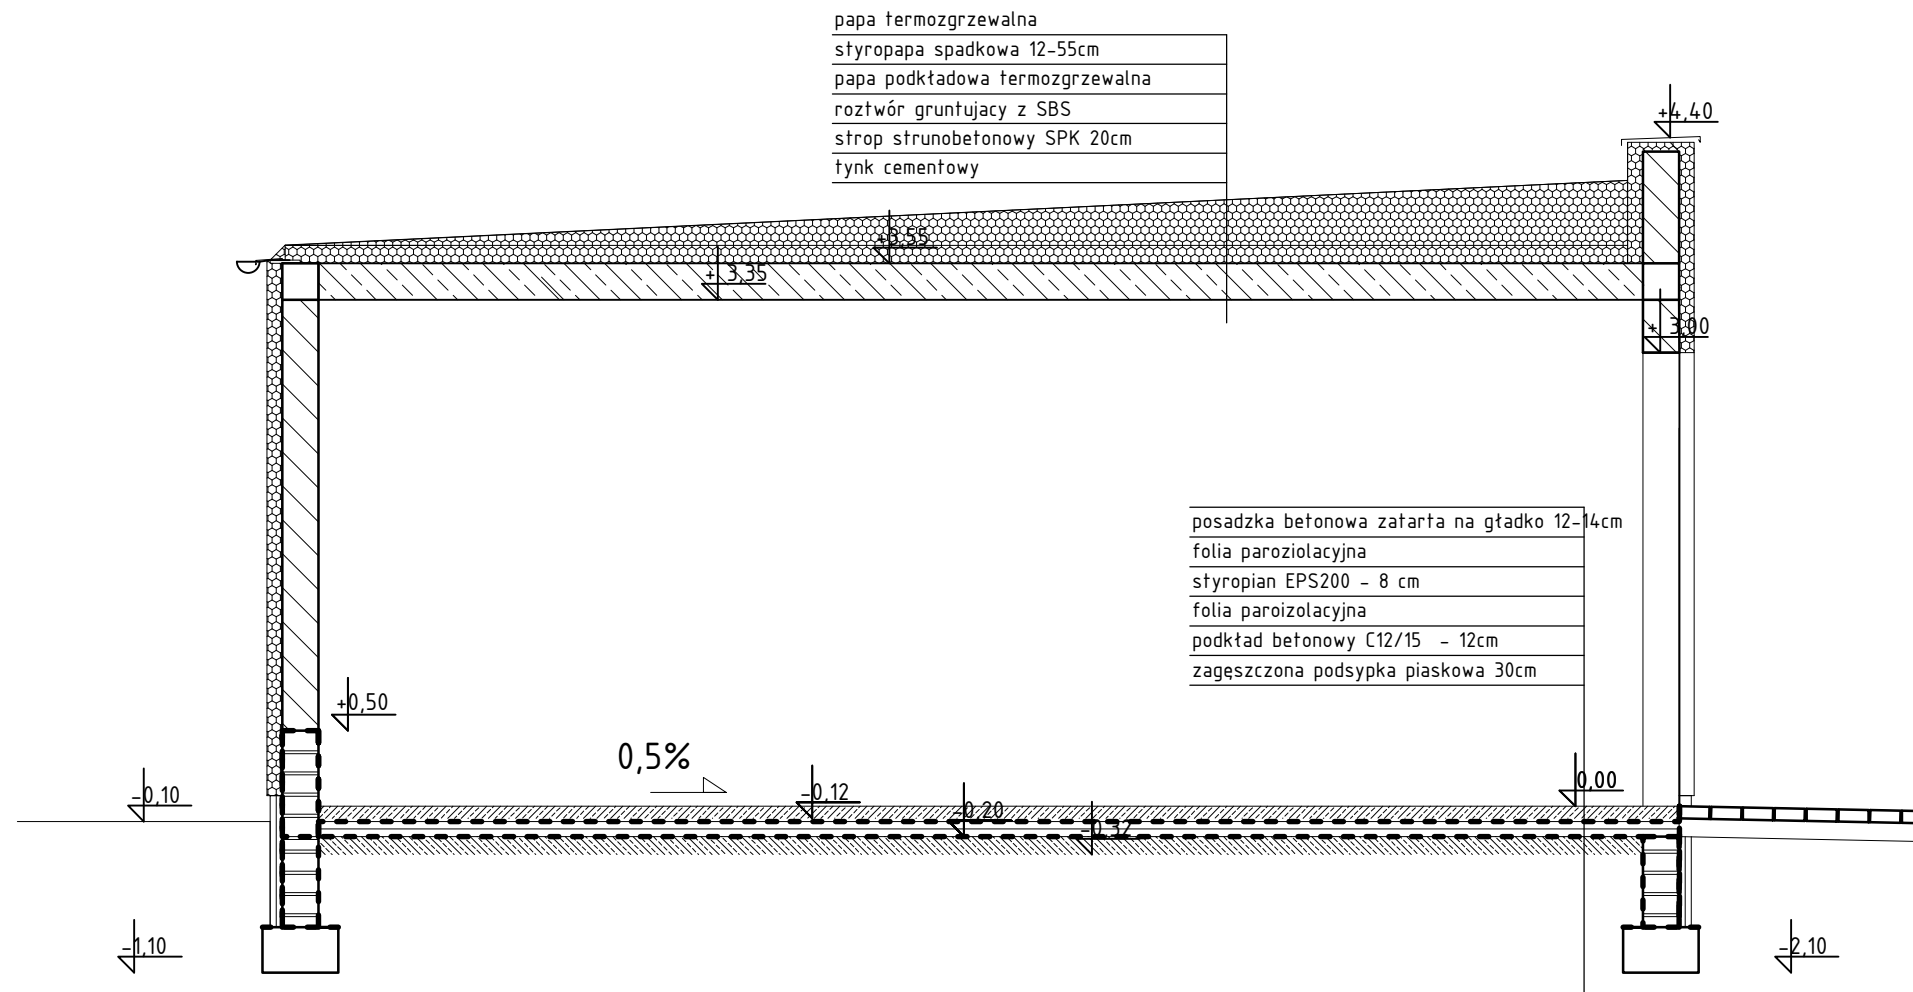 papa termozgrzewalna
styropapa spadkowa 12-55cm
papa podkładowa termozgrzewalna
roztwór gruntujacy z SBS
strop strunobetonowy SPK 20cm
tynk cementowy
+4,40
+3,55
+ 3,35
+ 3,00
posadzka betonowa zatarta na gładko 12-14cm
folia paroziolacyjna
styropian EPS200 - 8 cm
folia paroizolacyjna
podkład betonowy C12/15 - 12cm
zagęszczona podsypka piaskowa 30cm
+0,50
0,5%
-0,10
-0,12
0,00
-0,20
-0,32
-1,10
-2,10